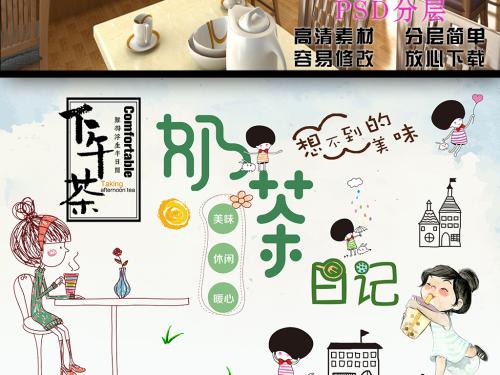 PSD分层
高清素材 分层简单
容易修改 放心下载
下午茶
Comfortable
Taking
afternoon tea
奶茶
日记
想不到的
美味
美味
休闲
暖心